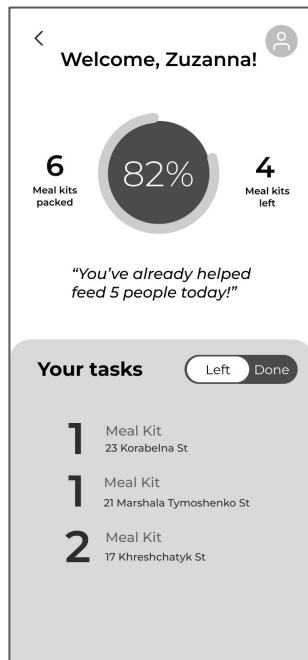 Welcome, Zuzanna!
6
Meal kits
packed
82%
4
Meal kits
left
“You’ve already helped
feed 5 people today!”
Your tasks
Left
Done
1
Meal Kit
23 Korabelna St
1
Meal Kit
21 Marshala Tymoshenko St
2
Meal Kit
17 Khreshchatyk St